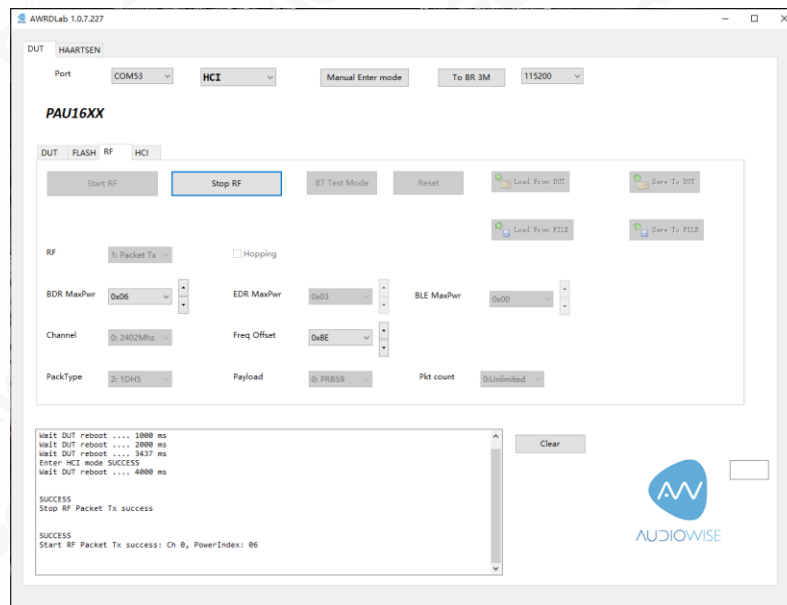 AWRDLab 1.0.7.227
DUT HAARTSEN
Port COM53 HCI Manual Enter mode To BR 3M 115200
PAU16XX
DUT FLASH RF HCI
Start RF Stop RF BT Test Mode Reset Load From DUT Save To DUT
Load From FILE Save To FILE
RF 1: Packet Tx Hopping
BDR MaxPwr 0x06 EDR MaxPwr 0x03 BLE MaxPwr 0x00
Channel 0: 2402Mhz Freq Offset 0x8E
PackType 2: 1DH5 Payload 0: PRBS9 Pkt count 0:Unlimited
Wait DUT reboot .... 1000 ms
Wait DUT reboot .... 2000 ms
Wait DUT reboot .... 3437 ms
Enter HCI mode SUCCESS
Wait DUT reboot .... 4000 ms
SUCCESS
Stop RF Packet Tx success
SUCCESS
Start RF Packet Tx success: Ch 0, PowerIndex: 06
Clear
AUDIOWISE